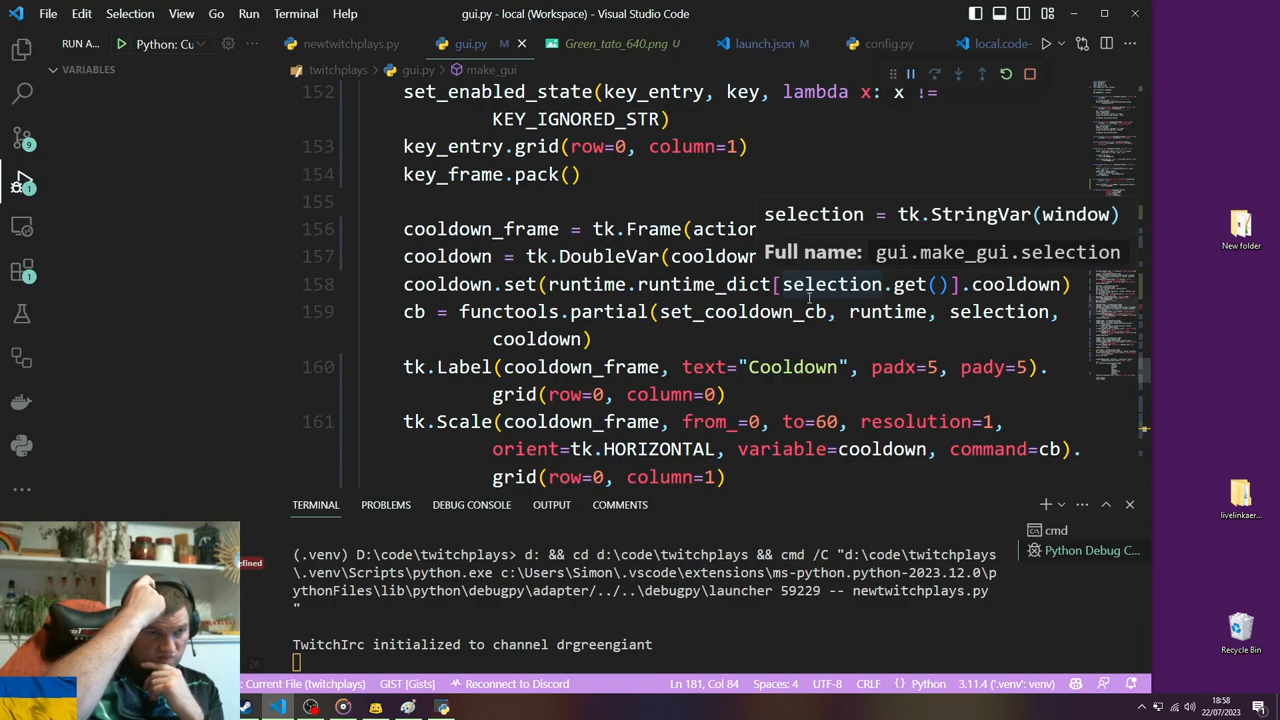 File Edit Selection View Go Run Terminal Help
gui.py - local (Workspace) - Visual Studio Code
RUN A... Python: Cu
newtwitchplays.py gui.py M Green_tato_640.png U launch.json M config.py local.code-
VARIABLES
twitchplays > gui.py > make_gui
152 set_enabled_state(key_entry, key, lambda x: x !=
KEY_IGNORED_STR)
153 key_entry.grid(row=0, column=1)
154 key_frame.pack()
155
selection = tk.StringVar(window)
156 cooldown_frame = tk.Frame(action
Full name: gui.make_gui.selection
157 cooldown = tk.DoubleVar(cooldow
158 cooldown.set(runtime.runtime_dict[selection.get()].cooldown)
159 cb = functools.partial(set_cooldown_cb, runtime, selection,
cooldown)
160 tk.Label(cooldown_frame, text="Cooldown", padx=5, pady=5).
grid(row=0, column=0)
161 tk.Scale(cooldown_frame, from_=0, to=60, resolution=1,
orient=tk.HORIZONTAL, variable=cooldown, command=cb).
grid(row=0, column=1)
TERMINAL PROBLEMS DEBUG CONSOLE OUTPUT COMMENTS
cmd
Python Debug C...
(.venv) D:\code\twitchplays> d: && cd d:\code\twitchplays && cmd /C "d:\code\twitchplays
\.venv\Scripts\python.exe c:\Users\Simon\.vscode\extensions\ms-python.python-2023.12.0\p
ythonFiles\lib\python\debugpy\adapter/../..\debugpy\launcher 59229 -- newtwitchplays.py
"
TwitchIrc initialized to channel drgreengiant
efined
26
: Current File (twitchplays) GIST [Gists] Reconnect to Discord Ln 181, Col 84 Spaces: 4 UTF-8 CRLF Python 3.11.4 ('.venv': venv)
18:58
22/07/2023
New folder
livelinkaer...
Recycle Bin
9
1
1
1